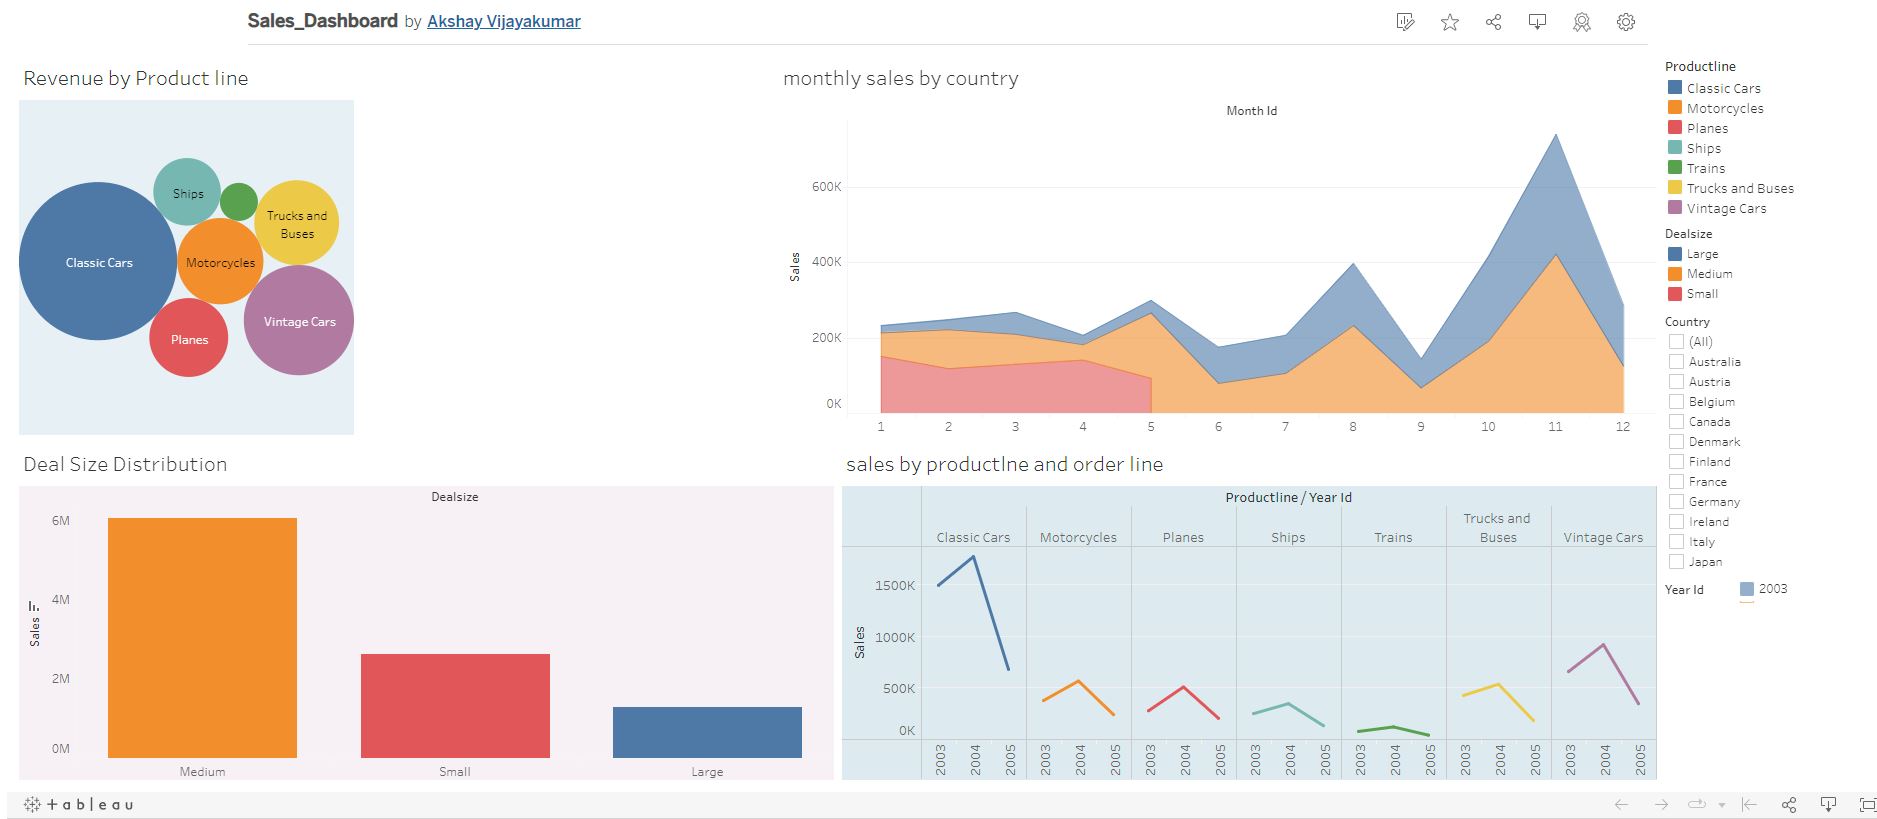 Sales_Dashboard by Akshay Vijayakumar
Revenue by Product line
Classic Cars
Ships
Motorcycles
Trucks and
Buses
Planes
Vintage Cars
monthly sales by country
Month Id
Sales
600K
400K
200K
0K
1 2 3 4 5 6 7 8 9 10 11 12
Productline
Classic Cars
Motorcycles
Planes
Ships
Trains
Trucks and Buses
Vintage Cars
Dealsize
Large
Medium
Small
Country
(All)
Australia
Austria
Belgium
Canada
Denmark
Finland
France
Germany
Ireland
Italy
Japan
Year Id 2003
Deal Size Distribution
Dealsize
Sales
6M
4M
2M
0M
Medium Small Large
sales by productlne and order line
Productline / Year Id
Classic Cars Motorcycles Planes Ships Trains Trucks and Buses Vintage Cars
Sales
1500K
1000K
500K
0K
2003 2004 2005 2003 2004 2005 2003 2004 2005 2003 2004 2005 2003 2004 2005 2003 2004 2005 2003 2004 2005
+ a b l e a u